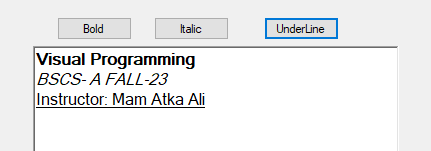 Bold Italic UnderLine
Visual Programming
BSCS- A FALL-23
Instructor: Mam Atka Ali